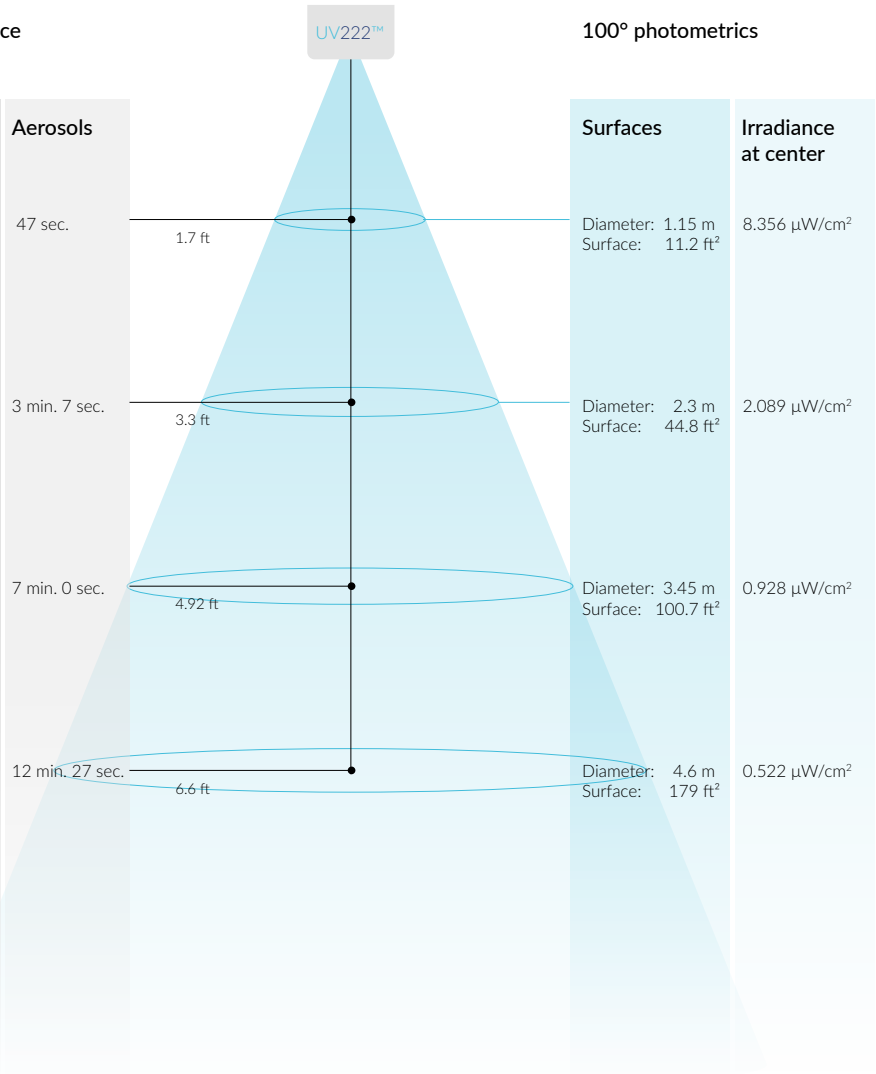 ce
UV222™
100° photometrics
Aerosols
Surfaces
Irradiance
at center
47 sec.
1.7 ft
Diameter: 1.15 m
Surface: 11.2 ft²
8.356 µW/cm²
3 min. 7 sec.
3.3 ft
Diameter: 2.3 m
Surface: 44.8 ft²
2.089 µW/cm²
7 min. 0 sec.
4.92 ft
Diameter: 3.45 m
Surface: 100.7 ft²
0.928 µW/cm²
12 min. 27 sec.
6.6 ft
Diameter: 4.6 m
Surface: 179 ft²
0.522 µW/cm²